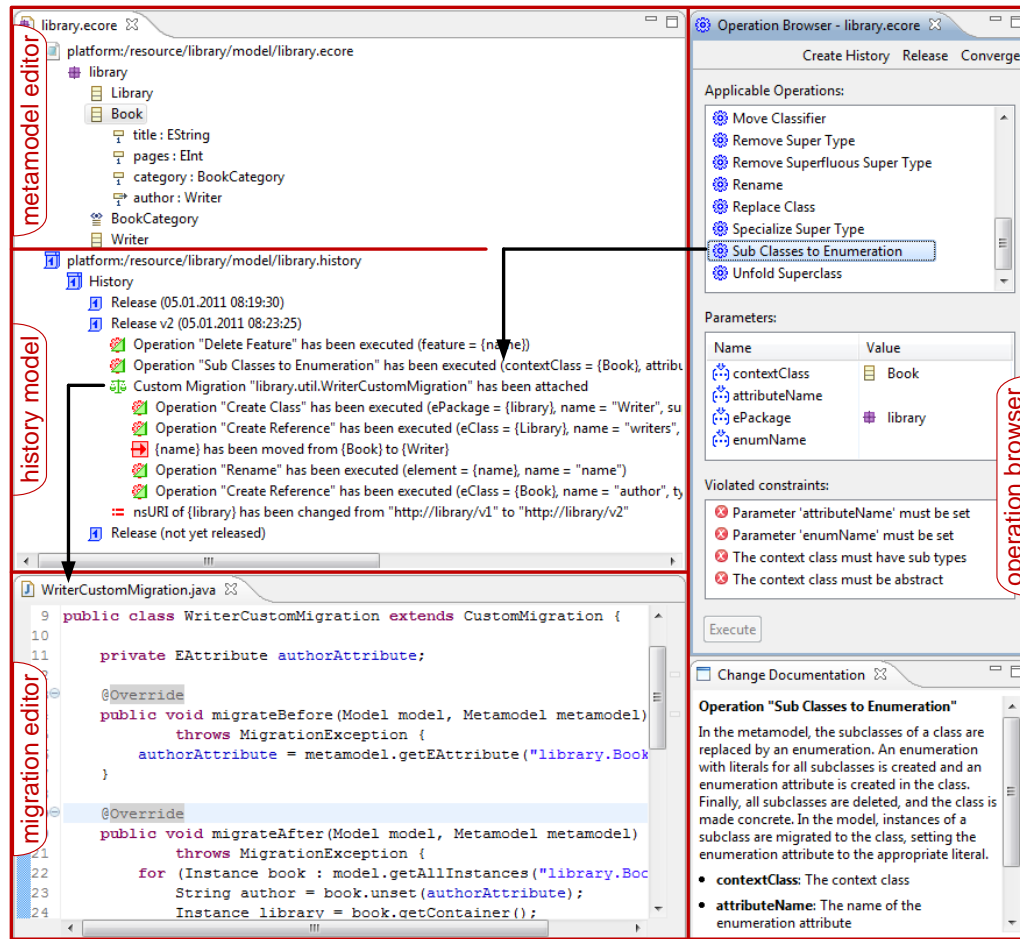 library.ecore
platform:/resource/library/model/library.ecore
library
Library
Book
title : EString
pages : EInt
category : BookCategory
author : Writer
BookCategory
Writer
metamodel editor
platform:/resource/library/model/library.history
History
Release (05.01.2011 08:19:30)
Release v2 (05.01.2011 08:23:25)
Operation "Delete Feature" has been executed (feature = {name})
Operation "Sub Classes to Enumeration" has been executed (contextClass = {Book}, attribu
Custom Migration "library.util.WriterCustomMigration" has been attached
Operation "Create Class" has been executed (ePackage = {library}, name = "Writer", su
Operation "Create Reference" has been executed (eClass = {Library}, name = "writers",
{name} has been moved from {Book} to {Writer}
Operation "Rename" has been executed (element = {name}, name = "name")
Operation "Create Reference" has been executed (eClass = {Book}, name = "author", ty
nsURI of {library} has been changed from "http://library/v1" to "http://library/v2"
Release (not yet released)
history model
WriterCustomMigration.java
9 public class WriterCustomMigration extends CustomMigration {
10
11 private EAttribute authorAttribute;
@Override
public void migrateBefore(Model model, Metamodel metamodel)
throws MigrationException {
authorAttribute = metamodel.getEAttribute("library.Book
}
@Override
public void migrateAfter(Model model, Metamodel metamodel)
21 throws MigrationException {
22 for (Instance book : model.getAllInstances("library.Boo
23 String author = book.unset(authorAttribute);
24 Instance library = book.getContainer();
migration editor
Operation Browser - library.ecore
Create History Release Converge
Applicable Operations:
Move Classifier
Remove Super Type
Remove Superfluous Super Type
Rename
Replace Class
Specialize Super Type
Sub Classes to Enumeration
Unfold Superclass
Parameters:
Name Value
contextClass Book
attributeName
ePackage library
enumName
Violated constraints:
Parameter 'attributeName' must be set
Parameter 'enumName' must be set
The context class must have sub types
The context class must be abstract
Execute
operation browser
Change Documentation
Operation "Sub Classes to Enumeration"
In the metamodel, the subclasses of a class are
replaced by an enumeration. An enumeration
with literals for all subclasses is created and an
enumeration attribute is created in the class.
Finally, all subclasses are deleted, and the class is
made concrete. In the model, instances of a
subclass are migrated to the class, setting the
enumeration attribute to the appropriate literal.
• contextClass: The context class
• attributeName: The name of the
enumeration attribute